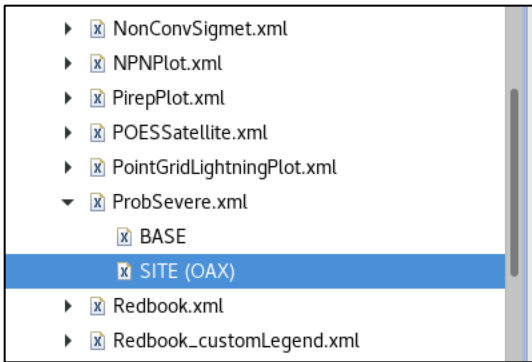 NonConvSigmet.xml
NPNPlot.xml
PirepPlot.xml
POESSatellite.xml
PointGridLightningPlot.xml
ProbSevere.xml
BASE
SITE (OAX)
Redbook.xml
Redbook_customLegend.xml